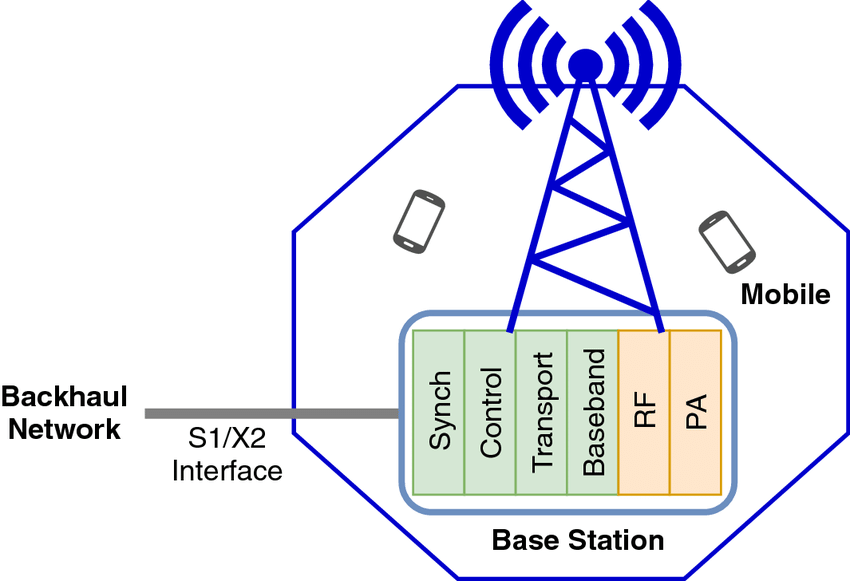 Mobile
Backhaul
Network
S1/X2
Interface
Synch
Control
Transport
Baseband
RF
PA
Base Station